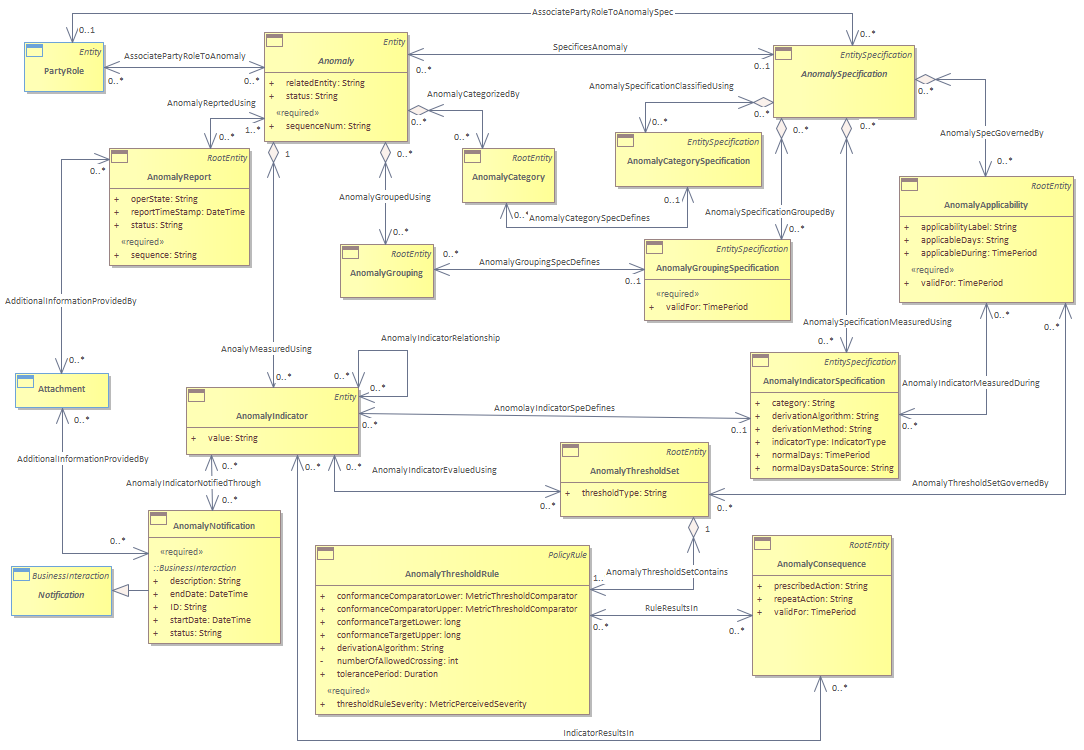 AssociatePartyRoleToAnomalySpec
0..1
0..*
Entity
PartyRole
0..*
AssociatePartyRoleToAnomaly
0..*
Entity
Anomaly
+ relatedEntity: String
+ status: String
«required»
+ sequenceNum: String
0..*
SpecificesAnomaly
0..1
EntitySpecification
AnomalySpecification
0..*
AnomalyReprtedUsing
1..*
0..*
AnomalyCategorizedBy
0..*
0..*
AnomalySpecificationClassifiedUsing
0..*
0..*
AnomalySpecGovernedBy
0..*
0..*
RootEntity
AnomalyReport
+ operState: String
+ reportTimeStamp: DateTime
+ status: String
«required»
+ sequence: String
0..*
1
0..*
AnomalyGroupedUsing
0..*
RootEntity
AnomalyCategory
0..*
AnomalyCategorySpecDefines
0..1
EntitySpecification
AnomalyCategorySpecification
0..*
AnomalySpecificationGroupedBy
0..*
RootEntity
AnomalyApplicability
+ applicabilityLabel: String
+ applicableDays: String
+ applicableDuring: TimePeriod
«required»
+ validFor: TimePeriod
RootEntity
AnomalyGrouping
0..*
AnomalyGroupingSpecDefines
0..1
EntitySpecification
AnomalyGroupingSpecification
«required»
+ validFor: TimePeriod
AdditionalInformationProvidedBy
0..*
AnoalyMeasuredUsing
0..*
AnomalyIndicatorRelationship
0..*
0..*
AnomalySpecificationMeasuredUsing
0..*
0..*
0..*
Attachment
0..*
Entity
AnomalyIndicator
+ value: String
0..*
AnomolayIndicatorSpeDefines
0..1
EntitySpecification
AnomalyIndicatorSpecification
+ category: String
+ derivationAlgorithm: String
+ derivationMethod: String
+ indicatorType: IndicatorType
+ normalDays: TimePeriod
+ normalDaysDataSource: String
AnomalyIndicatorMeasuredDuring
0..*
AdditionalInformationProvidedBy
0..*
0..*
AnomalyIndicatorNotifiedThrough
0..*
0..*
0..*
AnomalyIndicatorEvaluedUsing
0..*
RootEntity
AnomalyThresholdSet
+ thresholdType: String
AnomalyThresholdSetGovernedBy
0..*
1
AnomalyNotification
«required»
::BusinessInteraction
+ description: String
+ endDate: DateTime
+ ID: String
+ startDate: DateTime
+ status: String
BusinessInteraction
Notification
PolicyRule
AnomalyThresholdRule
+ conformanceComparatorLower: MetricThresholdComparator
+ conformanceComparatorUpper: MetricThresholdComparator
+ conformanceTargetLower: long
+ conformanceTargetUpper: long
+ derivationAlgorithm: String
- numberOfAllowedCrossing: int
+ tolerancePeriod: Duration
«required»
+ thresholdRuleSeverity: MetricPerceivedSeverity
AnomalyThresholdSetContains
1..
RuleResultsIn
0..*
0..*
RootEntity
AnomalyConsequence
+ prescribedAction: String
+ repeatAction: String
+ validFor: TimePeriod
0..*
IndicatorResultsIn